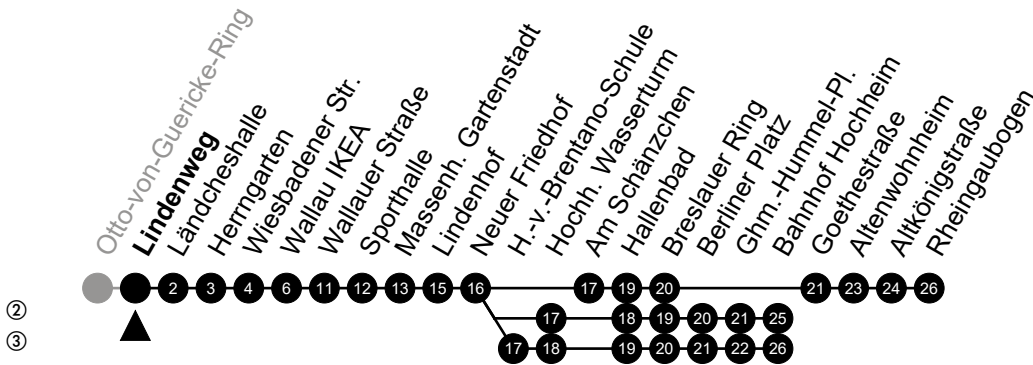 Otto-von-Guericke-Ring
Lindenweg
Ländcheshalle
Herrngarten
Wiesbadener Str.
Wallau IKEA
Wallauer Straße
Sporthalle
Massenh. Gartenstadt
Lindenhof
Neuer Friedhof
H.-v.-Brentano-Schule
Hochh. Wasserturm
Am Schänzchen
Hallenbad
Breslauer Ring
Berliner Platz
Ghm.-Hummel-Pl.
Bahnhof Hochheim
Goethestraße
Altenwohnheim
Altkönigstraße
Rheingaubogen
2 3 4 6 11 12 13 15 16 17 19 20 21 23 24 26
② 17 18 19 20 21 25
③ 17 18 19 20 21 22 26